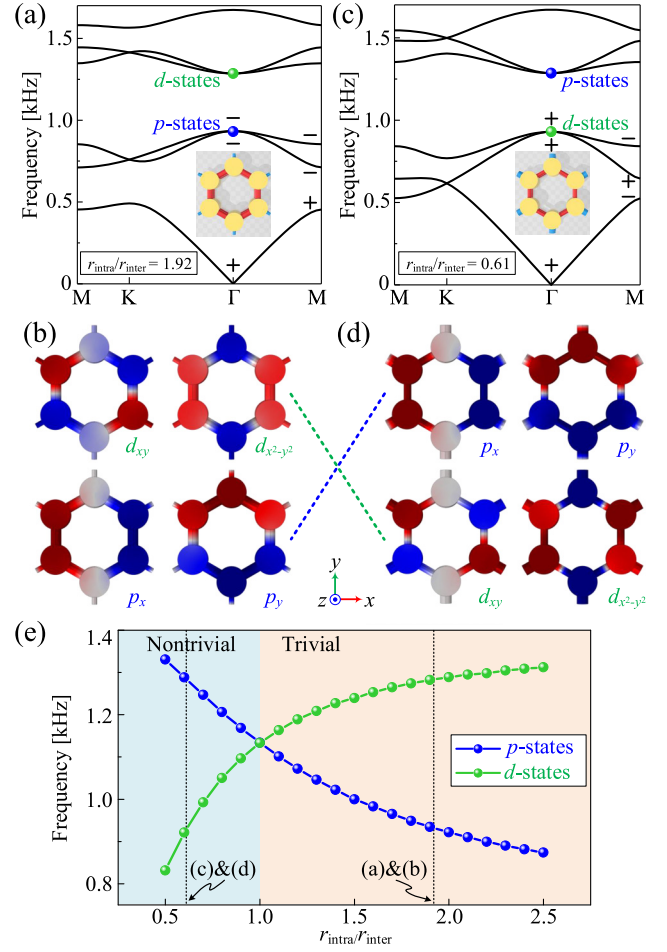 (a)
Frequency [kHz]
1.5
1.0
0.5
0
d-states
p-states
−
−
−
−
+
+
r_intra/r_inter = 1.92
M K Γ M
(c)
Frequency [kHz]
1.5
1.0
0.5
0
p-states
+
d-states
+
−
+
−
+
r_intra/r_inter = 0.61
M K Γ M
(b)
d_xy
d_x²-y²
p_x
p_y
(d)
p_x
p_y
d_xy
d_x²-y²
y
z
x
(e)
Frequency [kHz]
1.4
1.2
1.0
0.8
Nontrivial
Trivial
p-states
d-states
(c)&(d)
(a)&(b)
0.5 1.0 1.5 2.0 2.5
r_intra/r_inter